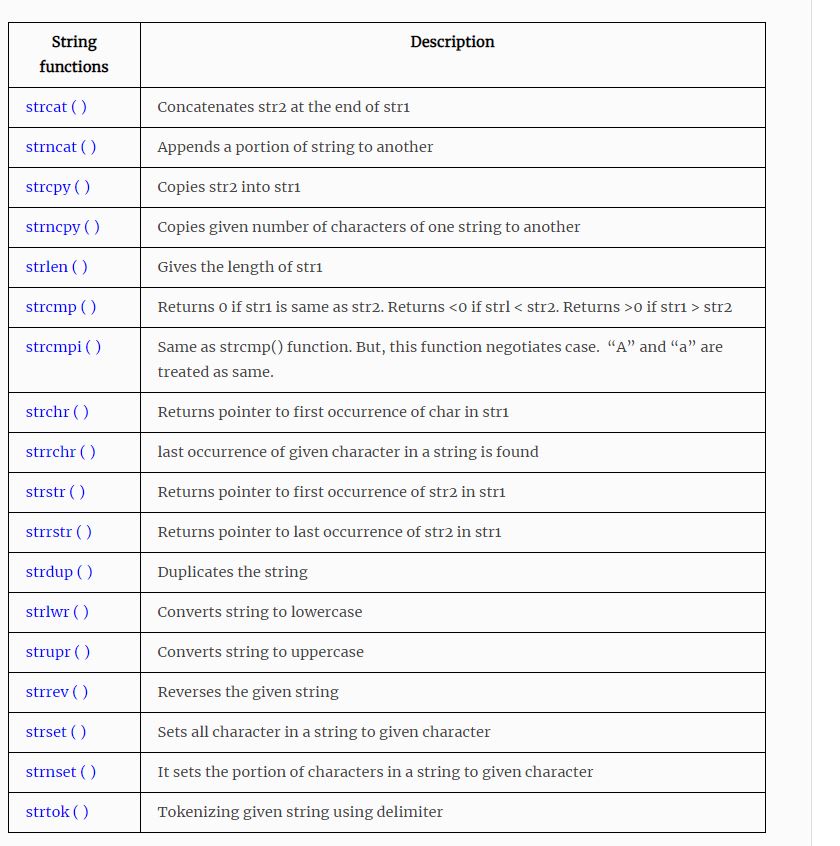 String
functions
Description
strcat ( )
Concatenates str2 at the end of str1
strncat ( )
Appends a portion of string to another
strcpy ( )
Copies str2 into str1
strncpy ( )
Copies given number of characters of one string to another
strlen ( )
Gives the length of str1
strcmp ( )
Returns 0 if str1 is same as str2. Returns <0 if strl < str2. Returns >0 if str1 > str2
strcmpi ( )
Same as strcmp() function. But, this function negotiates case.  “A” and “a” are
treated as same.
strchr ( )
Returns pointer to first occurrence of char in str1
strrchr ( )
last occurrence of given character in a string is found
strstr ( )
Returns pointer to first occurrence of str2 in str1
strrstr ( )
Returns pointer to last occurrence of str2 in str1
strdup ( )
Duplicates the string
strlwr ( )
Converts string to lowercase
strupr ( )
Converts string to uppercase
strrev ( )
Reverses the given string
strset ( )
Sets all character in a string to given character
strnset ( )
It sets the portion of characters in a string to given character
strtok ( )
Tokenizing given string using delimiter